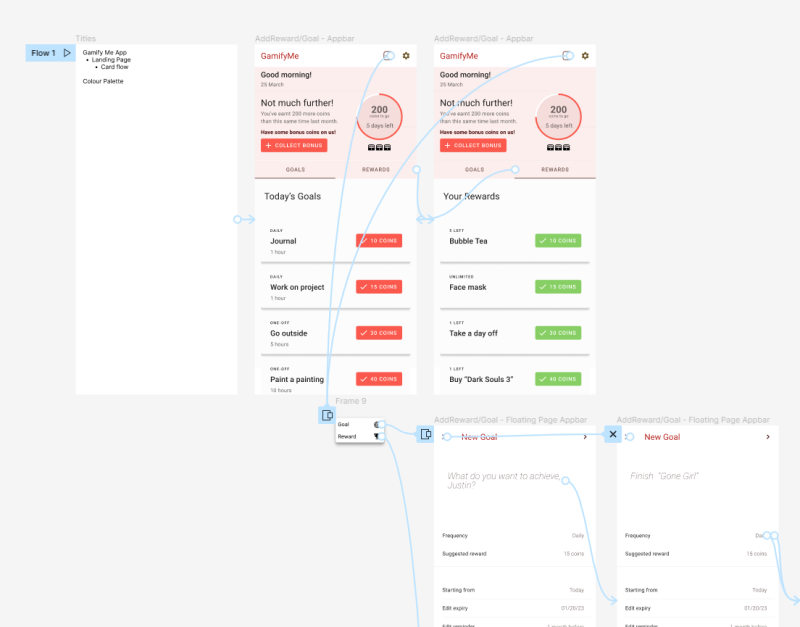 Titles
AddReward/Goal - Appbar
AddReward/Goal - Appbar
Flow 1
Gamify Me App
Landing Page
Card flow
Colour Palette
GamifyMe
Good morning!
25 March
Not much further!
You've earnt 200 more coins
than this same time last month.
Have some bonus coins on us!
COLLECT BONUS
200
coins to go
5 days left
GOALS
REWARDS
Today's Goals
DAILY
Journal
1 hour
10 COINS
DAILY
Work on project
1 hour
15 COINS
ONE-OFF
Go outside
5 hours
30 COINS
ONE-OFF
Paint a painting
10 hours
40 COINS
GamifyMe
Good morning!
25 March
Not much further!
You've earnt 200 more coins
than this same time last month.
Have some bonus coins on us!
COLLECT BONUS
200
coins to go
5 days left
GOALS
REWARDS
Your Rewards
5 LEFT
Bubble Tea
10 COINS
UNLIMITED
Face mask
15 COINS
1 LEFT
Take a day off
30 COINS
1 LEFT
Buy "Dark Souls 3"
40 COINS
Frame 9
Goal
Reward
AddReward/Goal - Floating Page Appbar
New Goal
What do you want to achieve,
Justin?
Frequency
Daily
Suggested reward
15 coins
Starting from
Today
Edit expiry
01/26/23
Edit reminder
1 month before
AddReward/Goal - Floating Page Appbar
New Goal
Finish "Gone Girl"
Frequency
Suggested reward
15 coins
Starting from
Today
Edit expiry
Edit reminder
1 month before